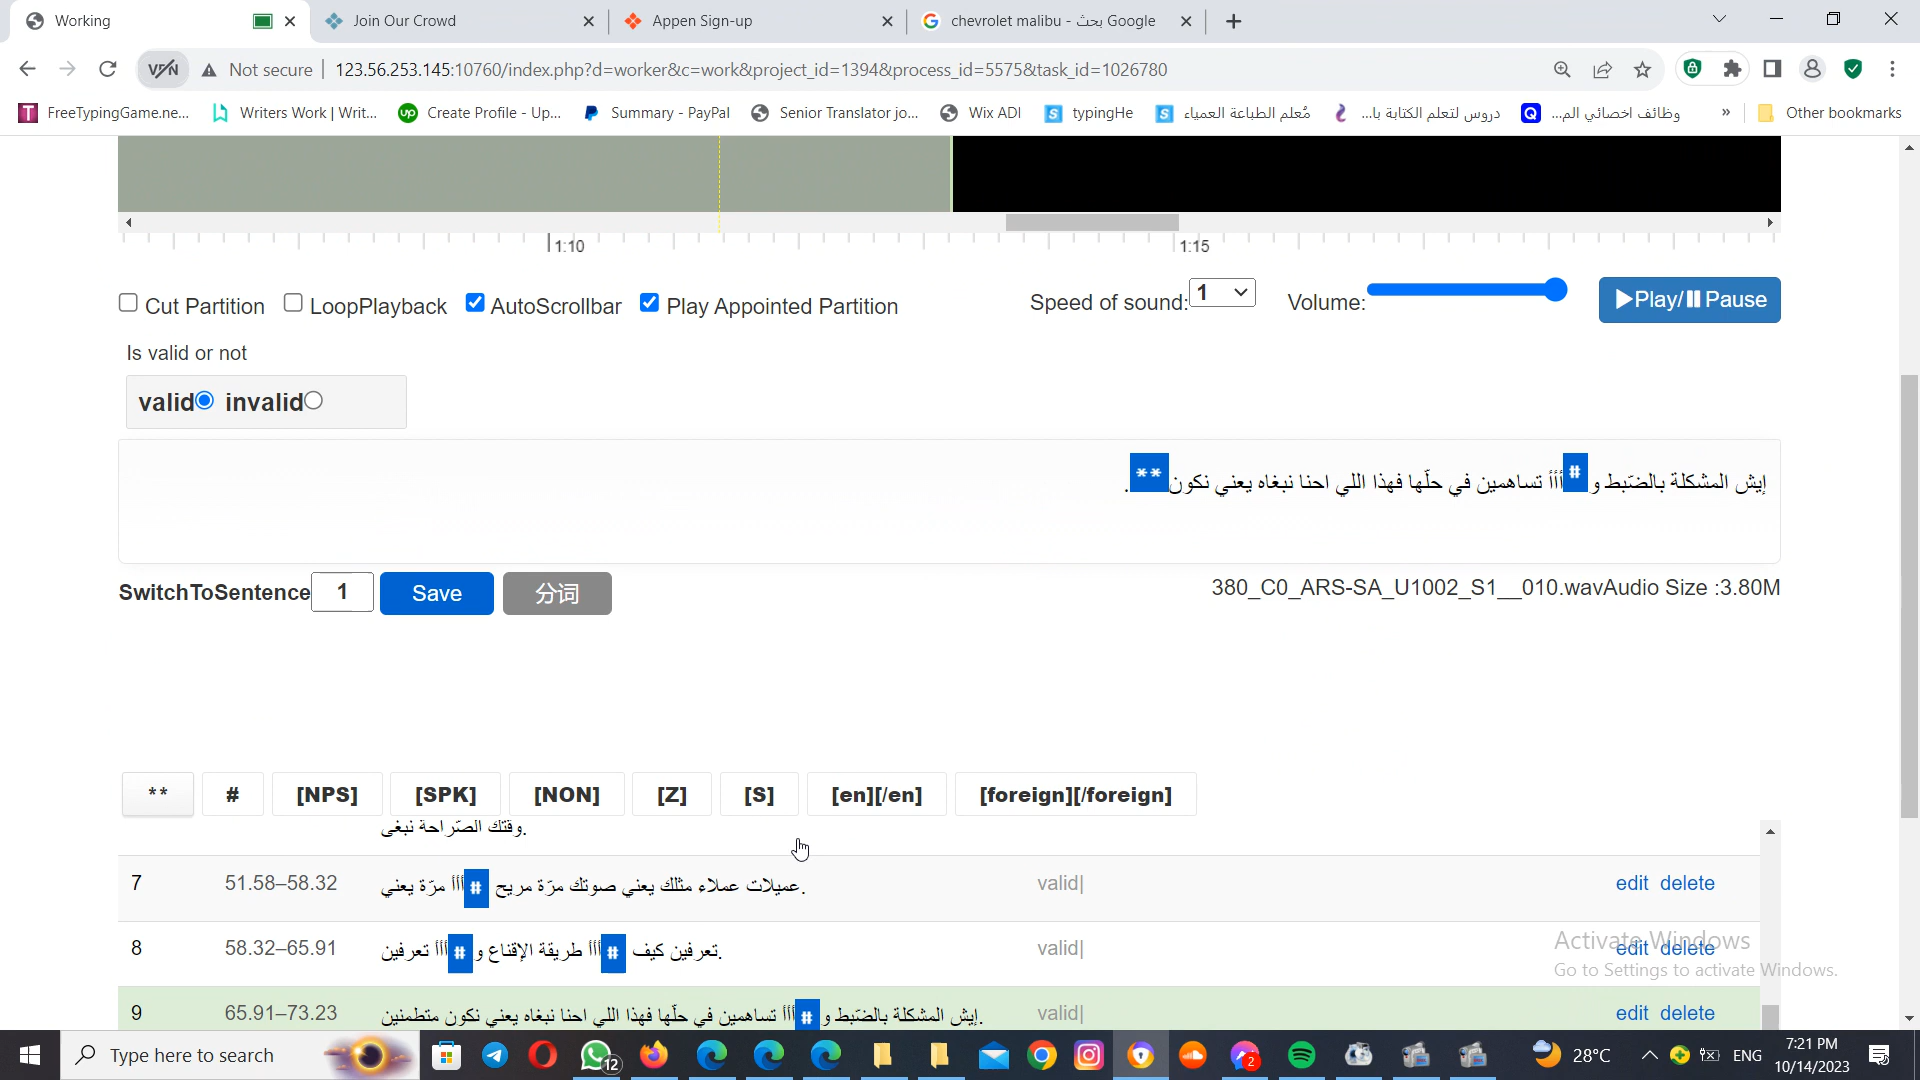 Working
Join Our Crowd
Appen Sign-up
chevrolet malibu - بحث Google
Not secure
123.56.253.145:10760/index.php?d=worker&c=work&project_id=1394&process_id=5575&task_id=1026780
FreeTypingGame.ne...
Writers Work | Writ...
Create Profile - Up...
Summary - PayPal
Senior Translator jo...
Wix ADI
typingHe
مُعلم الطباعة العمياء
دروس لتعلم الكتابة با...
وظائف اخصائي الم...
»
Other bookmarks
1:10
1:15
Cut Partition
LoopPlayback
AutoScrollbar
Play Appointed Partition
Speed of sound: 1
Volume:
Play/ Pause
Is valid or not
valid invalid
إيش المشكلة بالضّبط و # أأأ تساهمين في حلّها فهذا اللي احنا نبغاه يعني نكون ** .
SwitchToSentence 1 Save 分词
380_C0_ARS-SA_U1002_S1__010.wavAudio Size :3.80M
** # [NPS] [SPK] [NON] [Z] [S] [en][/en] [foreign][/foreign]
وقتك الصّراحة نبغى.
7 51.58–58.32 عميلات عملاء مثلك يعني صوتك مرّة مريح # أأأ مرّة يعني. valid| edit delete
8 58.32–65.91 تعرفين كيف # أأأ طريقة الإقناع و # أأأ تعرفين. valid| edit delete
9 65.91–73.23 إيش المشكلة بالضّبط و # أأأ تساهمين في حلّها فهذا اللي احنا نبغاه يعني نكون متطمنين. valid| edit delete
Activate Windows
Go to Settings to activate Windows.
Type here to search
12
2
28°C
ENG
7:21 PM
10/14/2023